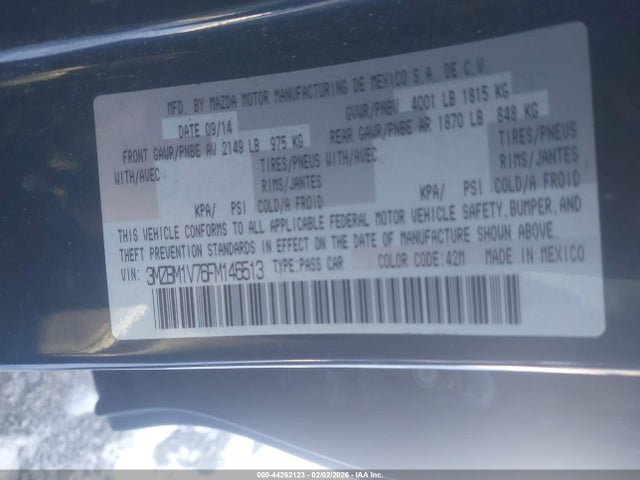 MFD. BY MAZDA MOTOR MANUFACTURING DE MEXICO S.A. DE C.V.
DATE 09/14 GVWR/PNBV 4001 LB 1815 KG
FRONT GAWR/PNBE AV 2149 LB 975 KG REAR GAWR/PNBE AR 1870 LB 848 KG
WITH/AVEC TIRES/PNEUS WITH/AVEC TIRES/PNEUS
RIMS/JANTES RIMS/JANTES
KPA/ PSI COLD/A FROID KPA/ PSI COLD/A FROID
THIS VEHICLE CONFORMS TO ALL APPLICABLE FEDERAL MOTOR VEHICLE SAFETY, BUMPER, AND
THEFT PREVENTION STANDARDS IN EFFECT ON THE DATE OF MANUFACTURE SHOWN ABOVE.
VIN: 3MZBM1V76FM146513 TYPE:PASS CAR COLOR CODE:42M MADE IN MEXICO
000-44262123 - 02/02/2026 - IAA Inc.